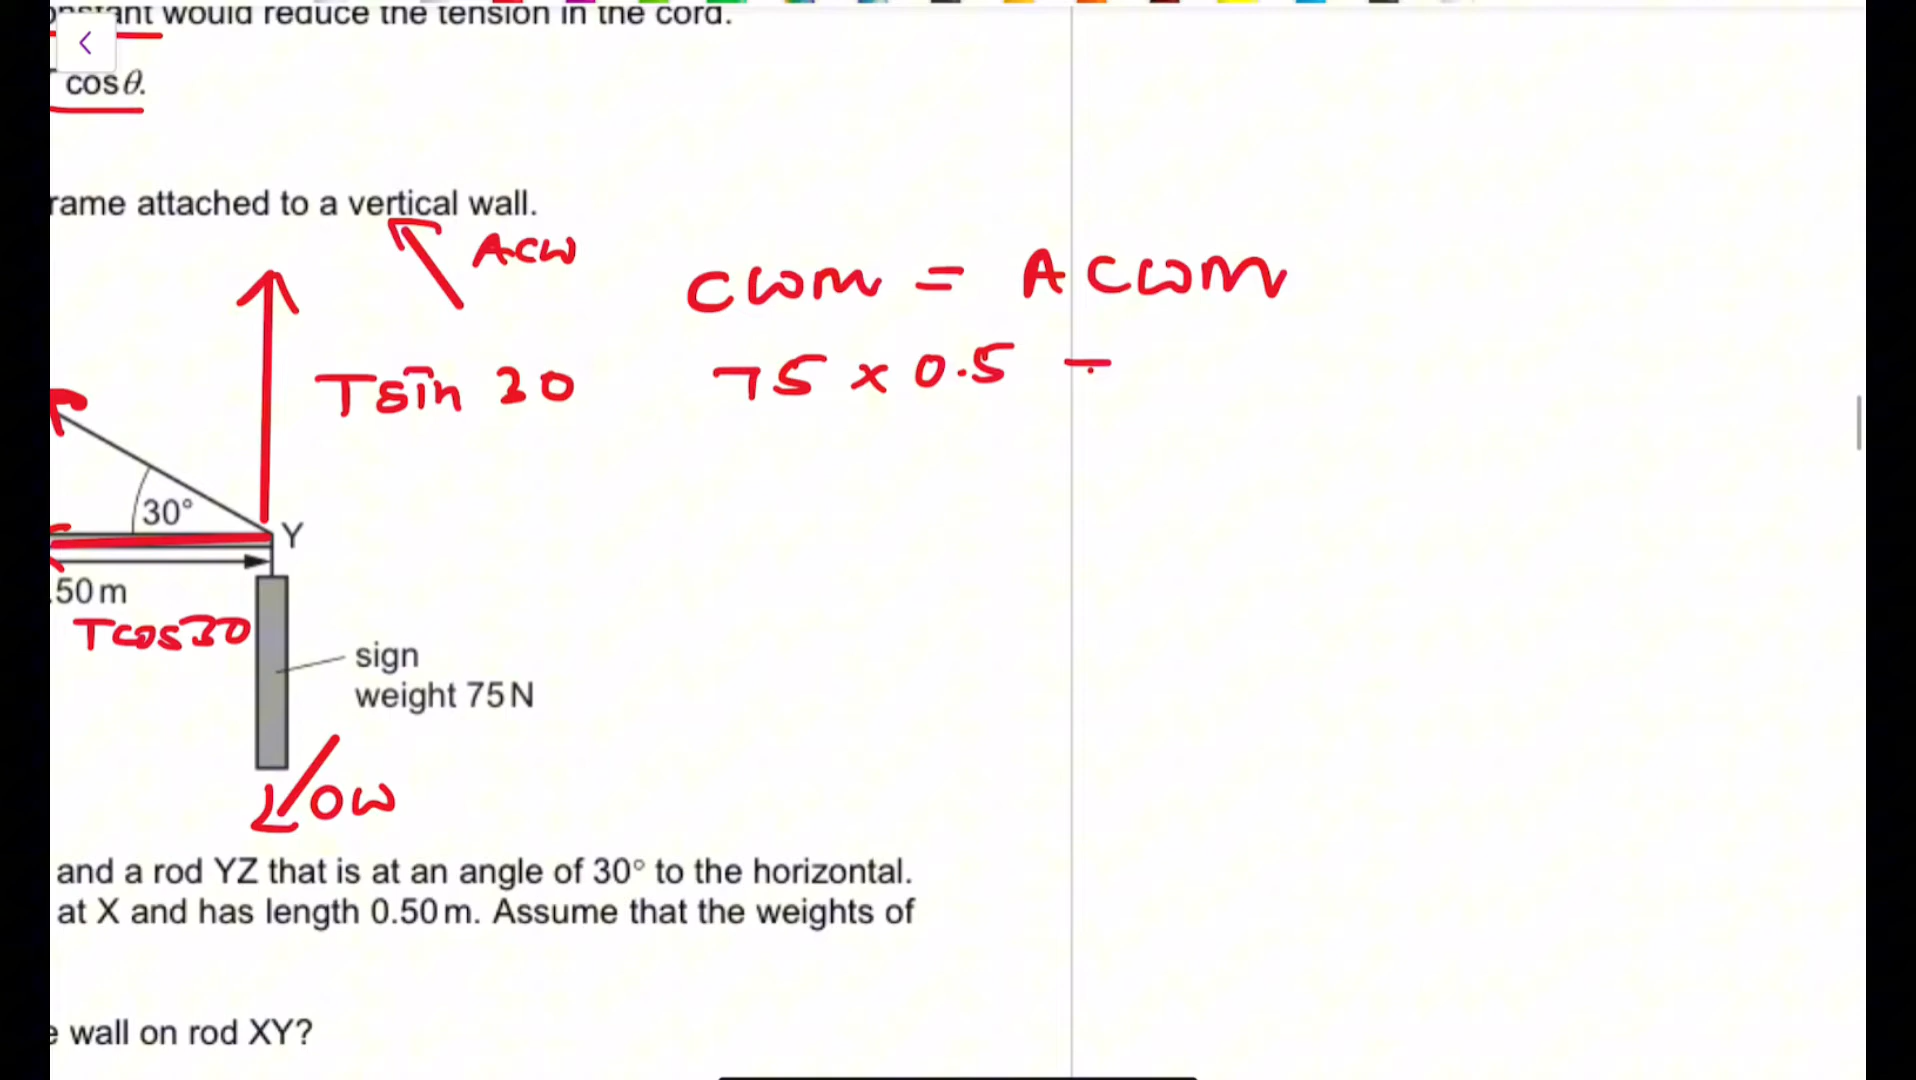 would reduce the tension in the cord.
cosθ.
rame attached to a vertical wall.
ACW
CWM = ACWM
Tsin 30
75 x 0.5 =
30°
Y
.50 m
Tcos30
sign
weight 75 N
CW
and a rod YZ that is at an angle of 30° to the horizontal.
at X and has length 0.50 m. Assume that the weights of
e wall on rod XY?